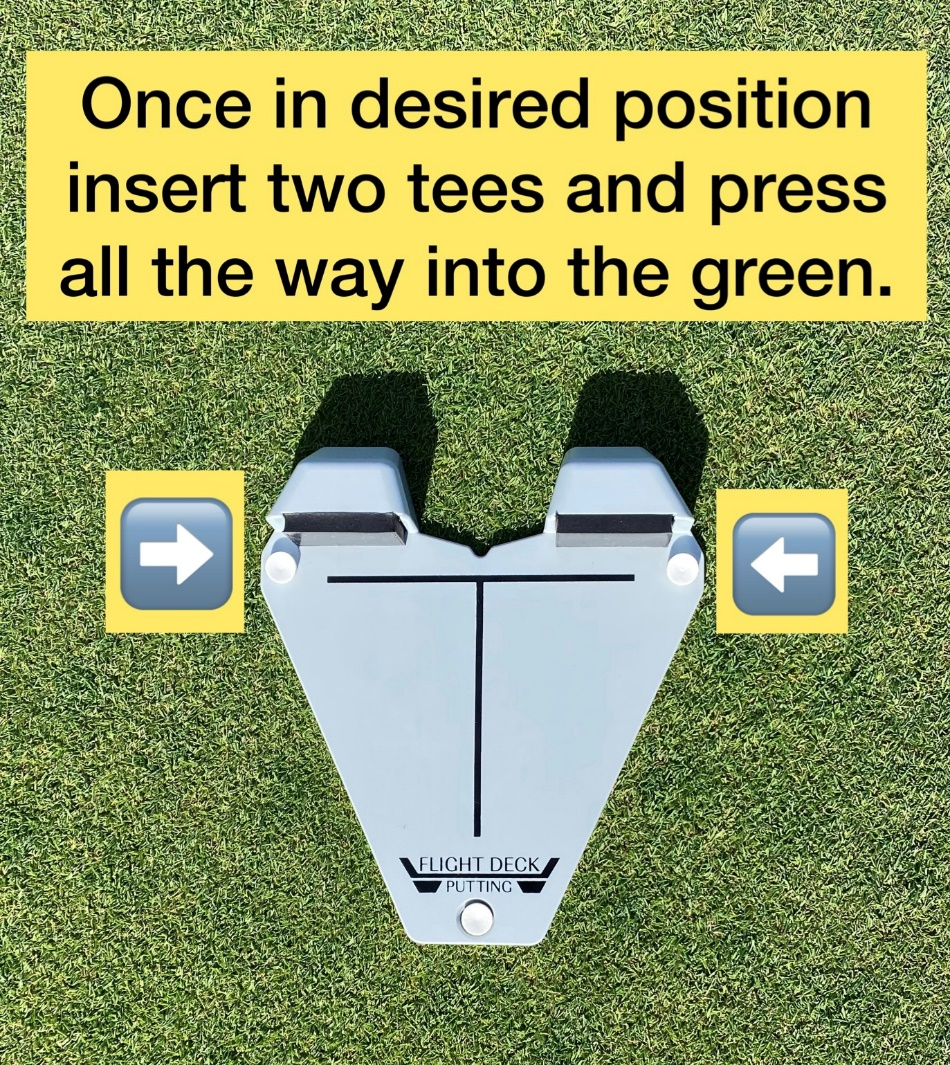 Once in desired position
insert two tees and press
all the way into the green.
FLIGHT DECK
PUTTING